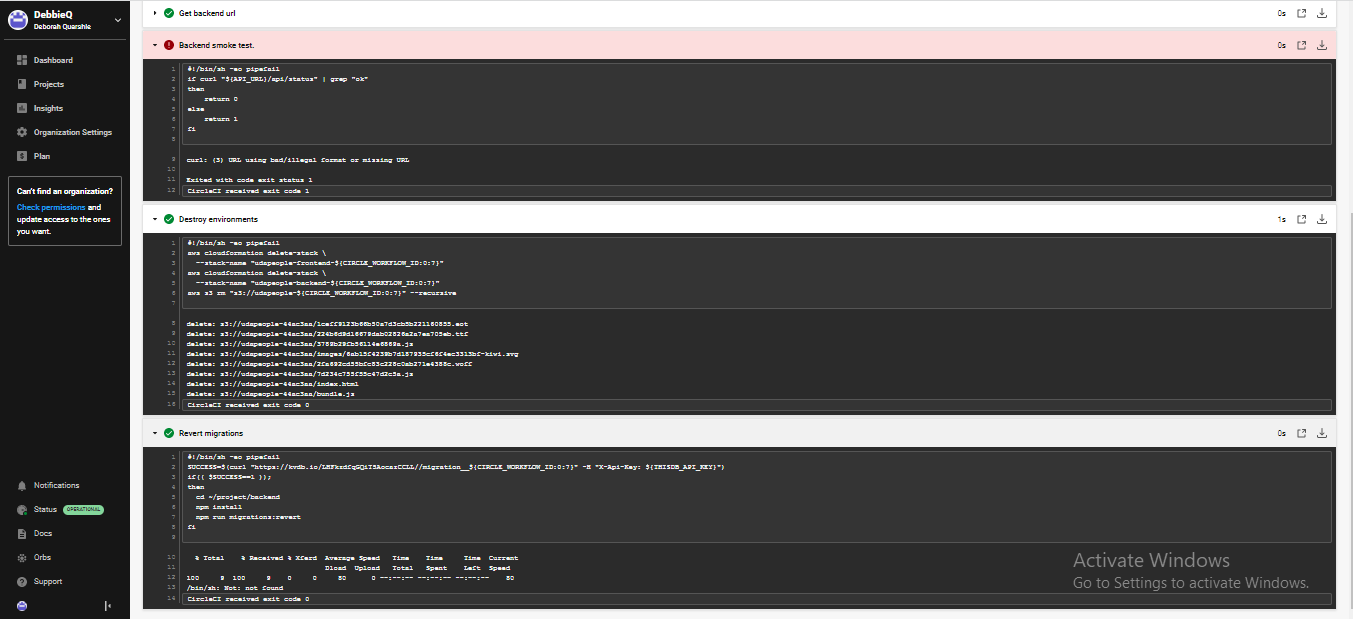 DebbieQ
Deborah Quarshie
Dashboard
Projects
Insights
Organization Settings
Plan
Can't find an organization?
Check permissions and
update access to the ones
you want.
Notifications
Status OPERATIONAL
Docs
Orbs
Support
Get backend url 0s
Backend smoke test. 0s
1 #!/bin/sh -eo pipefail
2 if curl "${API_URL}/api/status" | grep "ok"
3 then
4 return 0
5 else
6 return 1
7 fi
8
9 curl: (3) URL using bad/illegal format or missing URL
10
11 Exited with code exit status 1
12 CircleCI received exit code 1
Destroy environments 1s
1 #!/bin/sh -eo pipefail
2 aws cloudformation delete-stack \
3 --stack-name "udapeople-frontend-${CIRCLE_WORKFLOW_ID:0:7}"
4 aws cloudformation delete-stack \
5 --stack-name "udapeople-backend-${CIRCLE_WORKFLOW_ID:0:7}"
6 aws s3 rm "s3://udapeople-${CIRCLE_WORKFLOW_ID:0:7}" --recursive
7
8 delete: s3://udapeople-44ac3aa/1ceff9123b66b50a7d3cb5b221160835.eot
9 delete: s3://udapeople-44ac3aa/224b6d9d16679dab02826a2a7ea705eb.ttf
10 delete: s3://udapeople-44ac3aa/3789b29fb56114e6869a.js
11 delete: s3://udapeople-44ac3aa/images/8ab15f4239b7d187935cf6f4ec3313bf-kiwi.svg
12 delete: s3://udapeople-44ac3aa/2fa692cd55bfc83c228c0ab271e4388c.woff
13 delete: s3://udapeople-44ac3aa/7d234c755f35c47d2c5a.js
14 delete: s3://udapeople-44ac3aa/index.html
15 delete: s3://udapeople-44ac3aa/bundle.js
16 CircleCI received exit code 0
Revert migrations 0s
1 #!/bin/sh -eo pipefail
2 SUCCESS=$(curl -H "X-Api-Key: ${THISDB_API_KEY}")
3 if(( $SUCCESS==1 ));
4 then
5 cd ~/project/backend
6 npm install
7 npm run migrations:revert
8 fi
9
10 % Total % Received % Xferd Average Speed Time Time Time Current
11 Dload Upload Total Spent Left Speed
12 100 9 100 9 0 0 80 0 --:--:-- --:--:-- --:--:-- 80
13 /bin/sh: Not: not found
14 CircleCI received exit code 0
Activate Windows
Go to Settings to activate Windows.